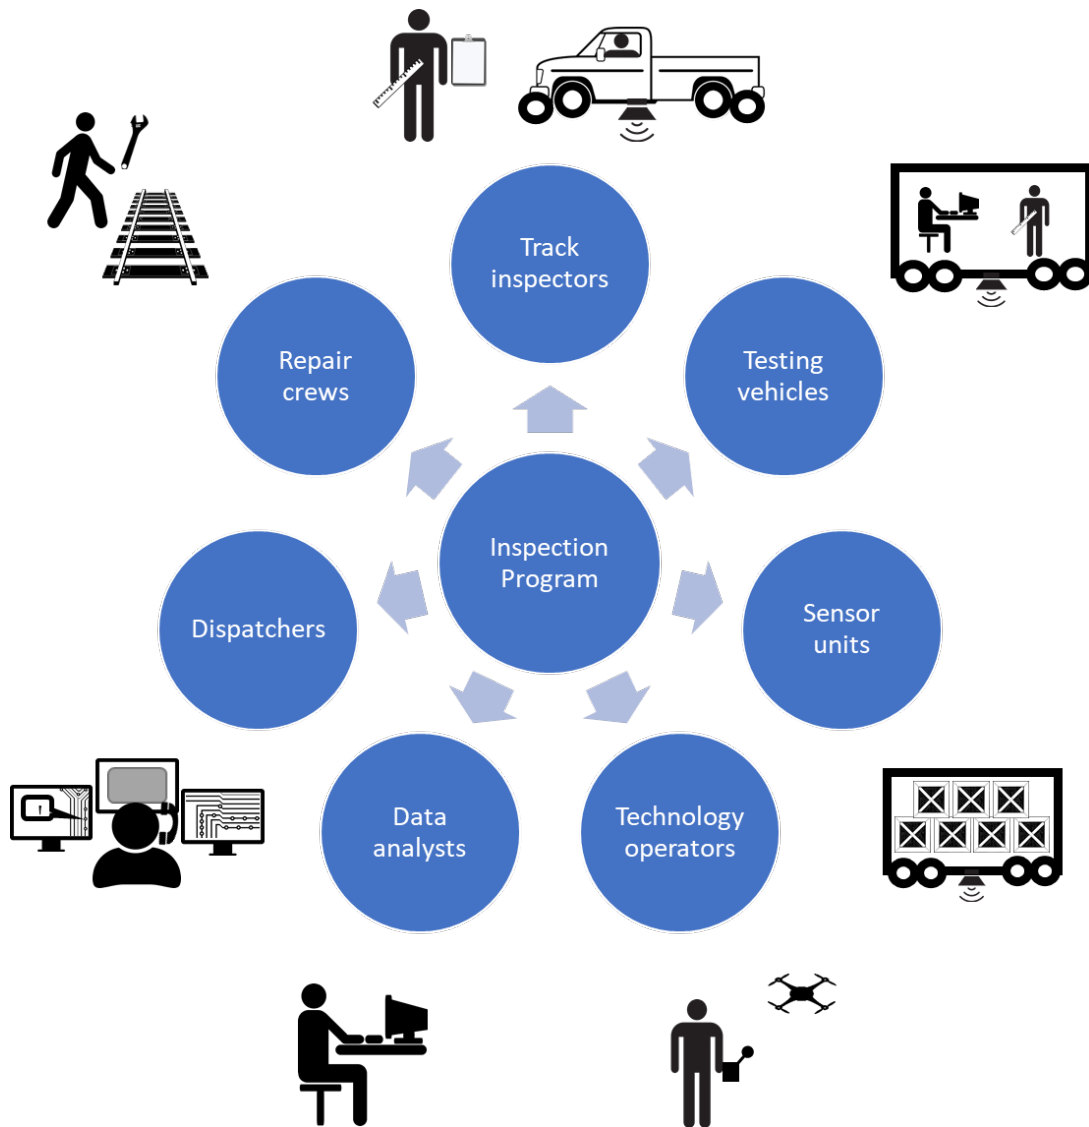 Track
inspectors
Testing
vehicles
Sensor
units
Technology
operators
Data
analysts
Dispatchers
Repair
crews
Inspection
Program